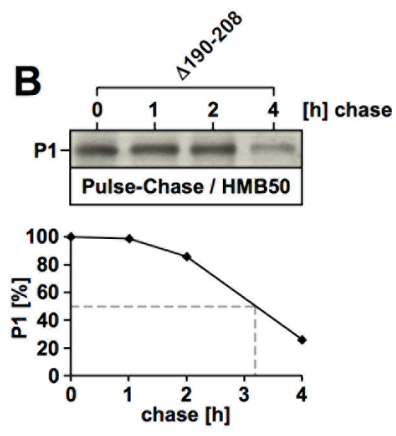 B
Δ190-208
0 1 2 4 [h] chase
P1
Pulse-Chase / HMB50
100
80
60
40
20
0
P1 [%]
0 1 2 3 4
chase [h]